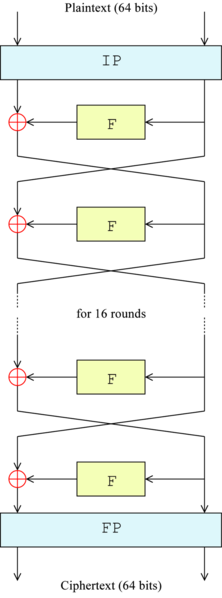 Plaintext (64 bits)
IP
F
F
for 16 rounds
F
F
FP
Ciphertext (64 bits)